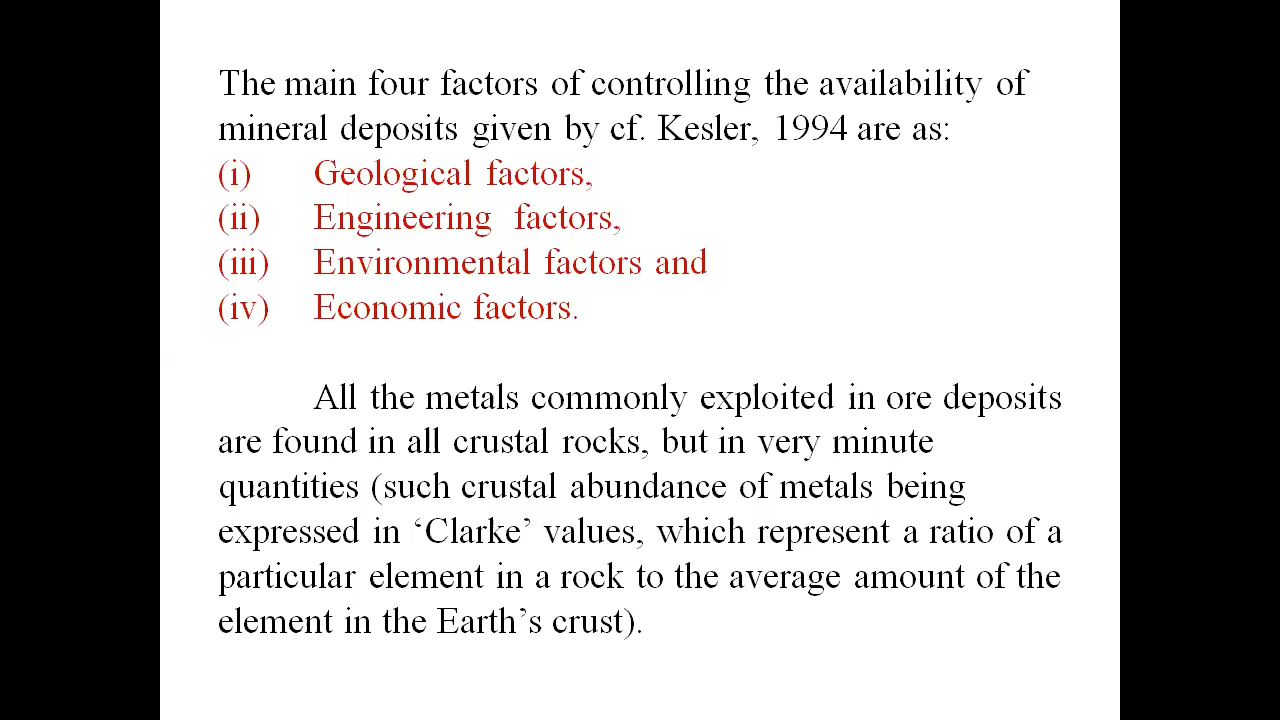 The main four factors of controlling the availability of
mineral deposits given by cf. Kesler, 1994 are as:
(i) Geological factors,
(ii) Engineering factors,
(iii) Environmental factors and
(iv) Economic factors.
All the metals commonly exploited in ore deposits
are found in all crustal rocks, but in very minute
quantities (such crustal abundance of metals being
expressed in ‘Clarke’ values, which represent a ratio of a
particular element in a rock to the average amount of the
element in the Earth’s crust).